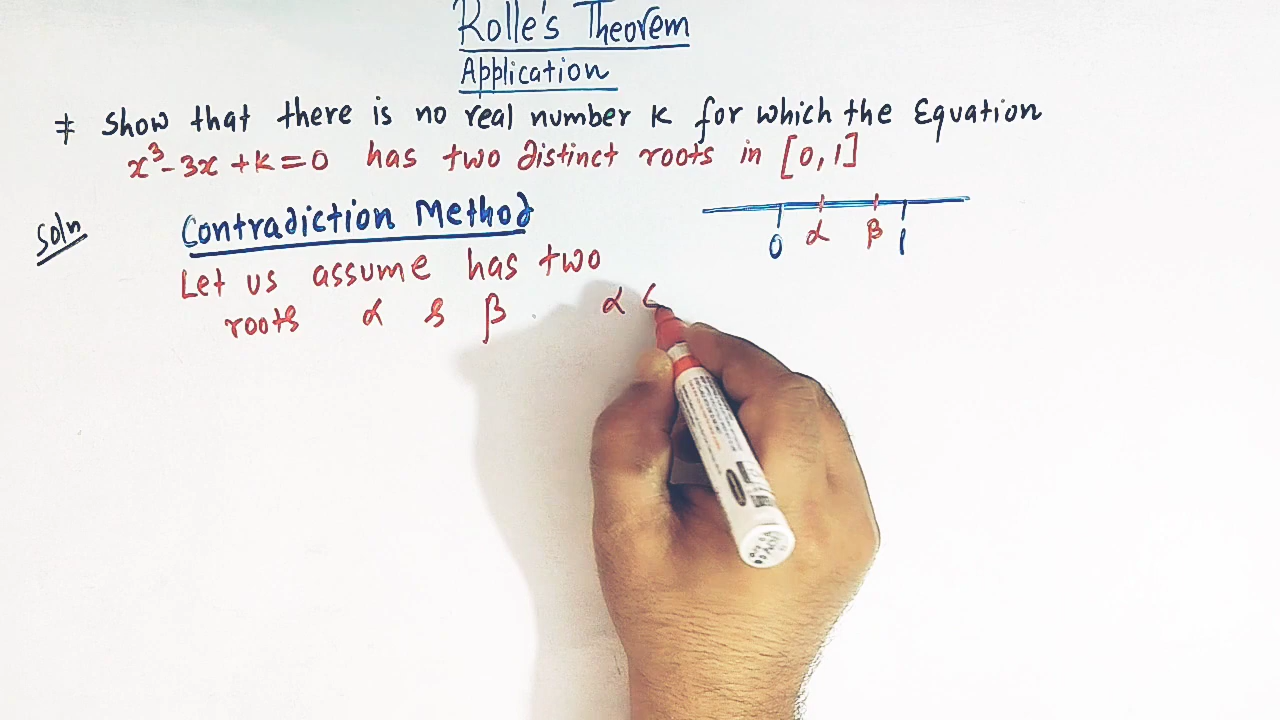 Rolle's Theorem
Application
‡ Show that there is no real number K for which the Equation
x³-3x+k=0 has two distinct roots in [0,1]
Soln
Contradiction Method
0 α β 1
Let us assume has two
roots α & β . α <